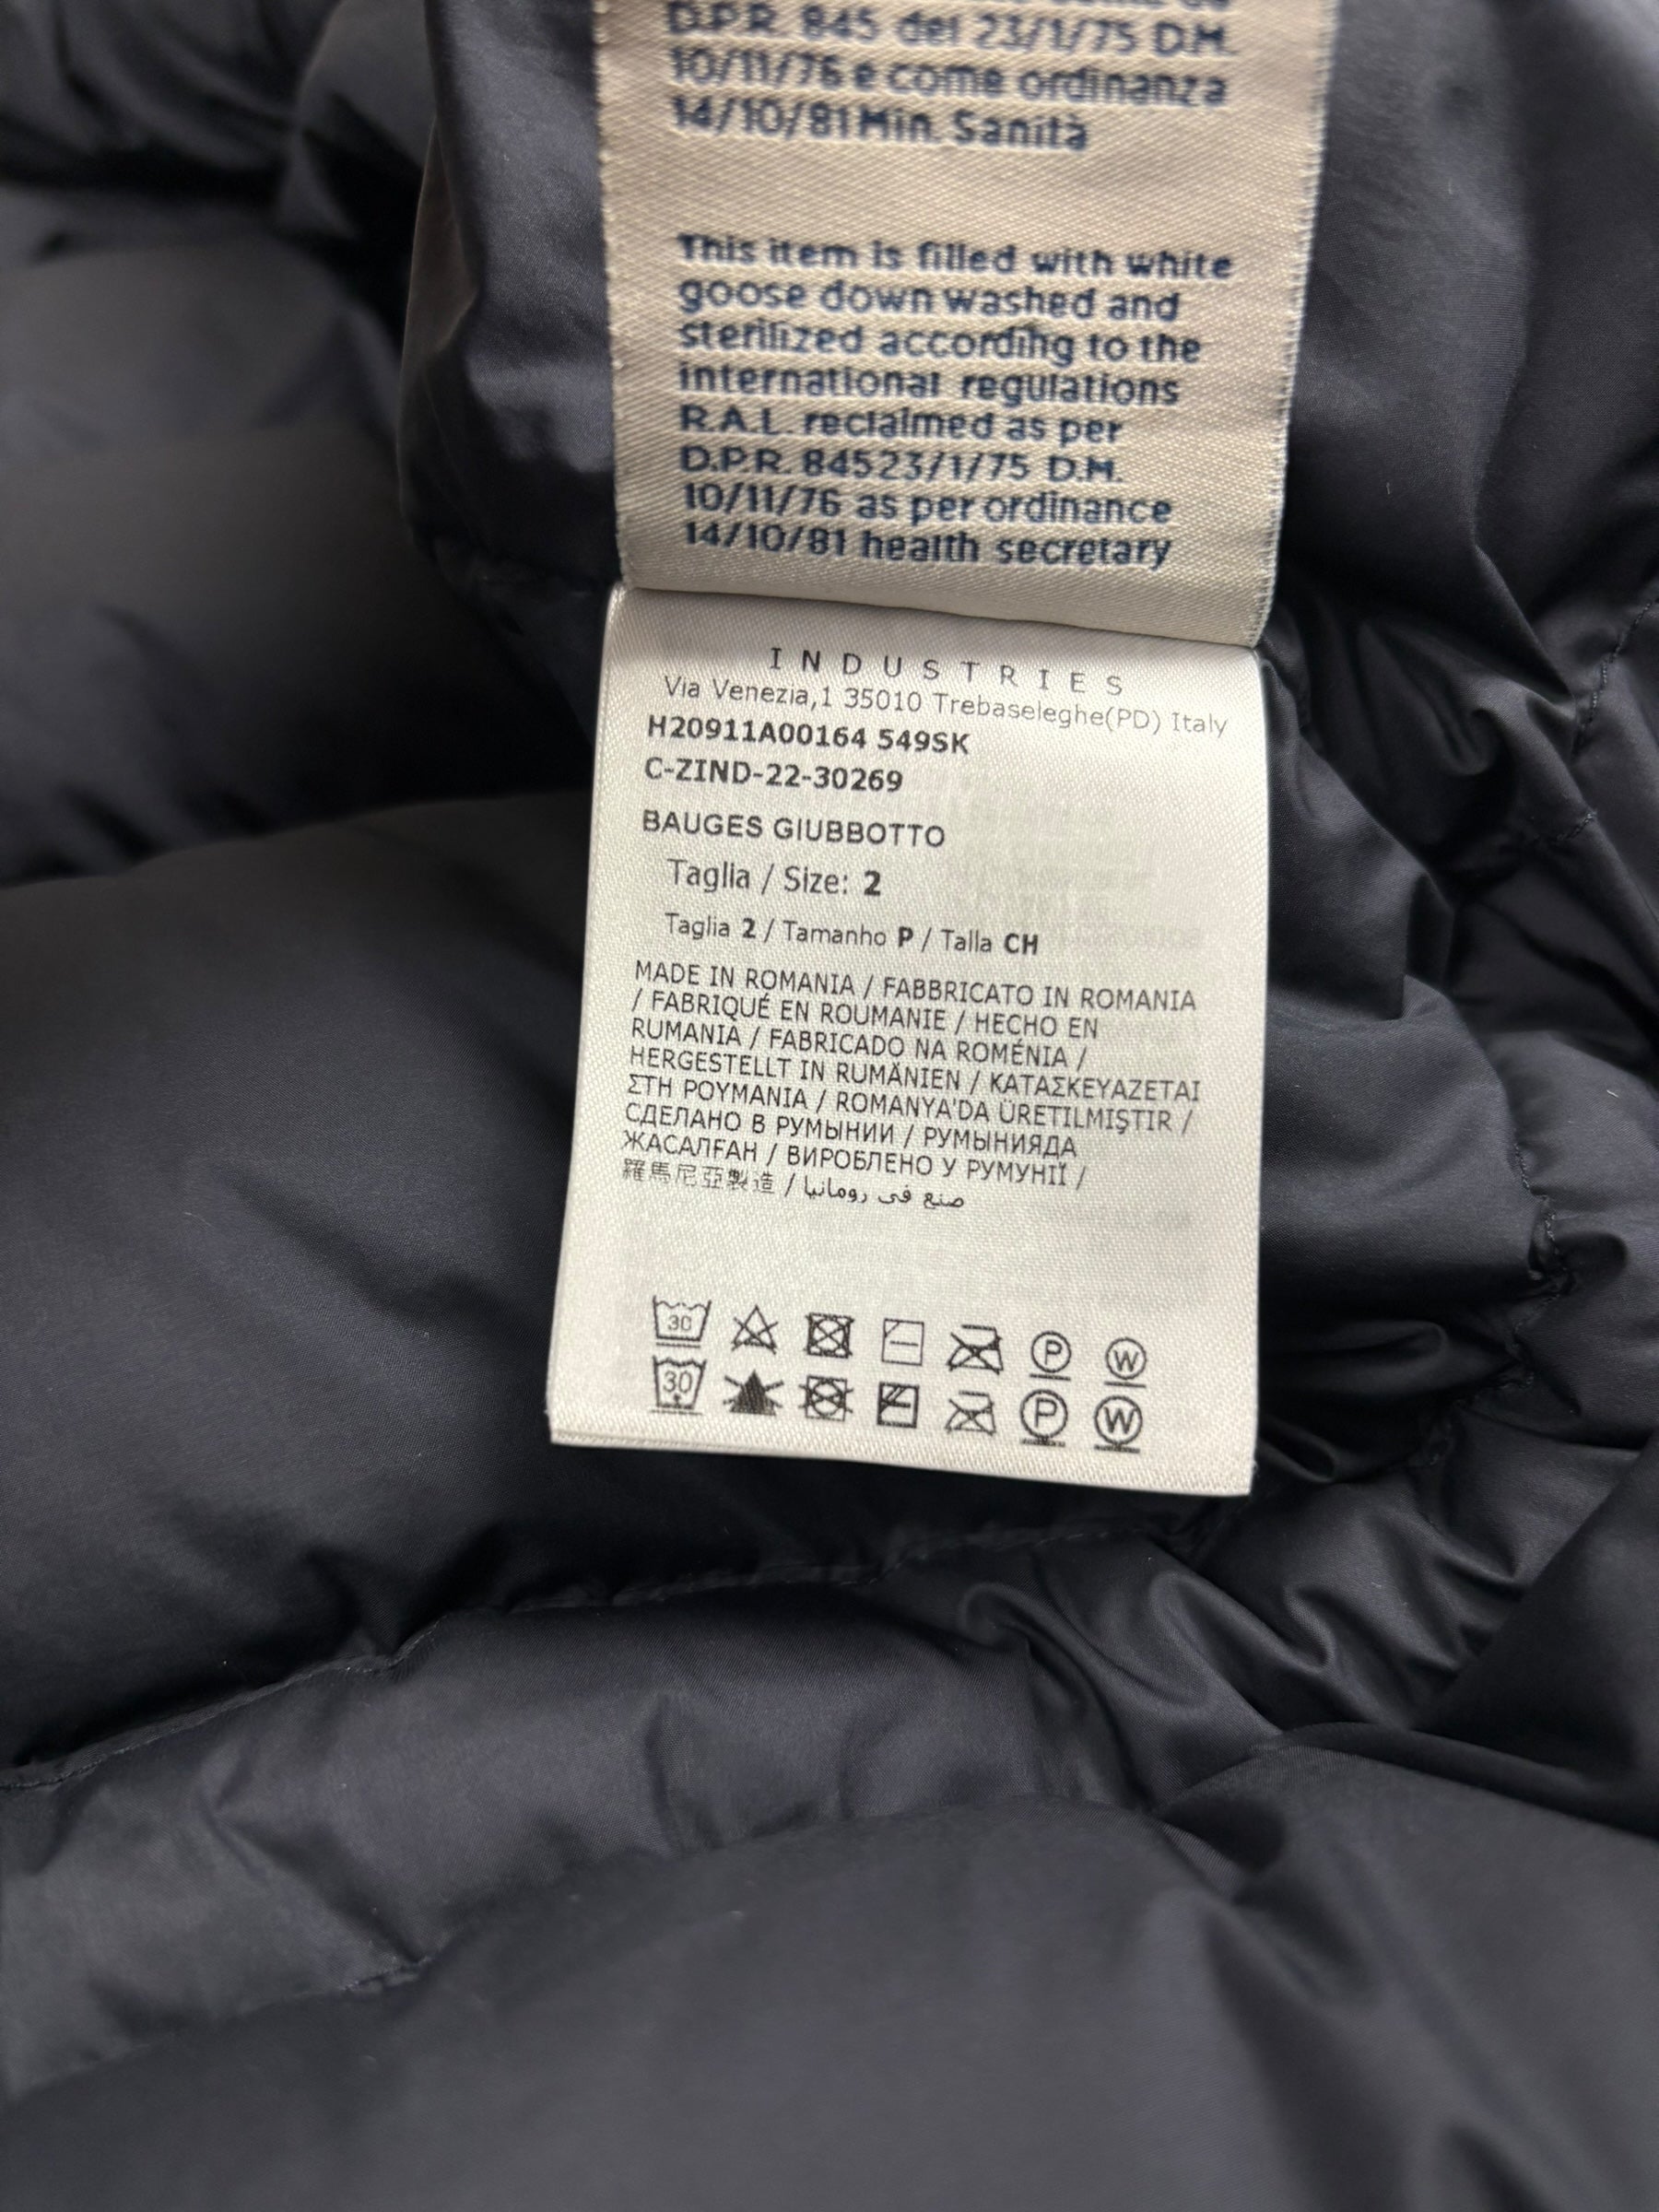 D.P.R. 845 del 23/1/75 D.M.
10/11/76 e come ordinanza
14/10/81 Min. Sanità
This item is filled with white
goose down washed and
sterilized according to the
international regulations
R.A.L. reclaimed as per
D.P.R. 84523/1/75 D.M.
10/11/76 as per ordinance
14/10/81 health secretary
INDUSTRIES
Via Venezia,1 35010 Trebaseleghe(PD) Italy
H20911A00164 549SK
C-ZIND-22-30269
BAUGES GIUBBOTTO
Taglia / Size: 2
Taglia 2 / Tamanho P / Talla CH
MADE IN ROMANIA / FABBRICATO IN ROMANIA
/ FABRIQUÉ EN ROUMANIE / HECHO EN
RUMANIA / FABRICADO NA ROMÉNIA /
HERGESTELLT IN RUMÄNIEN / ΚΑΤΑΣΚΕΥΑΖΕΤΑΙ
ΣΤΗ ΡΟΥΜΑΝΙΑ / ROMANYA'DA ÜRETILMIŞTIR /
СДЕЛАНО В РУМЫНИИ / РУМЫНИЯДА
ЖАСАЛҒАН / ВИРОБЛЕНО У РУМУНІЇ /
羅馬尼亞製造 / صنع في رومانيا
30 P W
30 P W